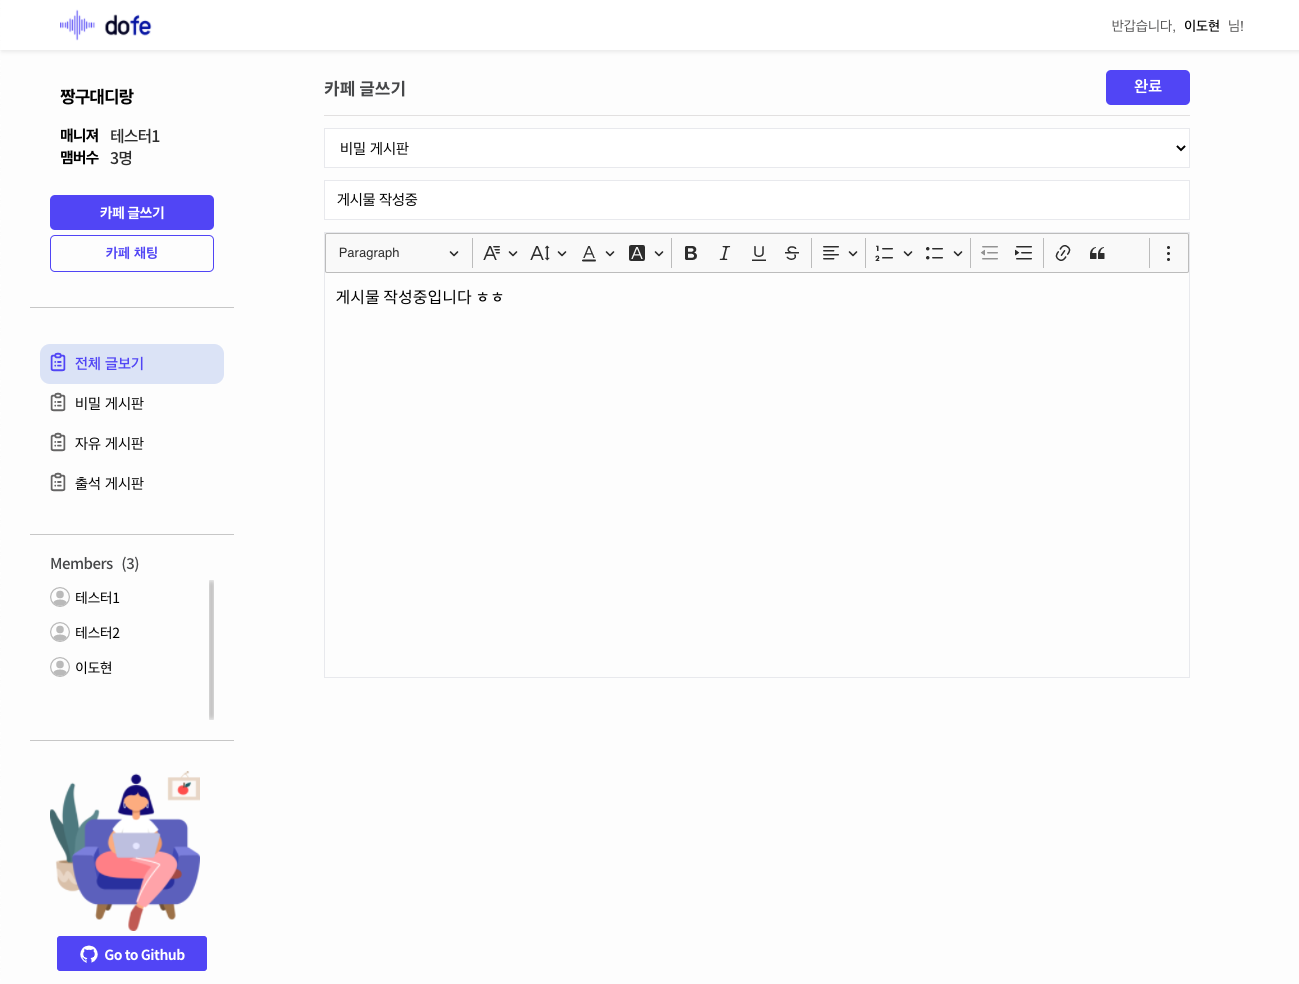 dofe
반갑습니다, 이도현 님!
짱구대디랑
매니져 테스터1
맴버수 3명
카페 글쓰기
카페 채팅
전체 글보기
비밀 게시판
자유 게시판
출석 게시판
Members (3)
테스터1
테스터2
이도현
Go to Github
카페 글쓰기
완료
비밀 게시판
게시물 작성중
Paragraph
게시물 작성중입니다 ㅎㅎ